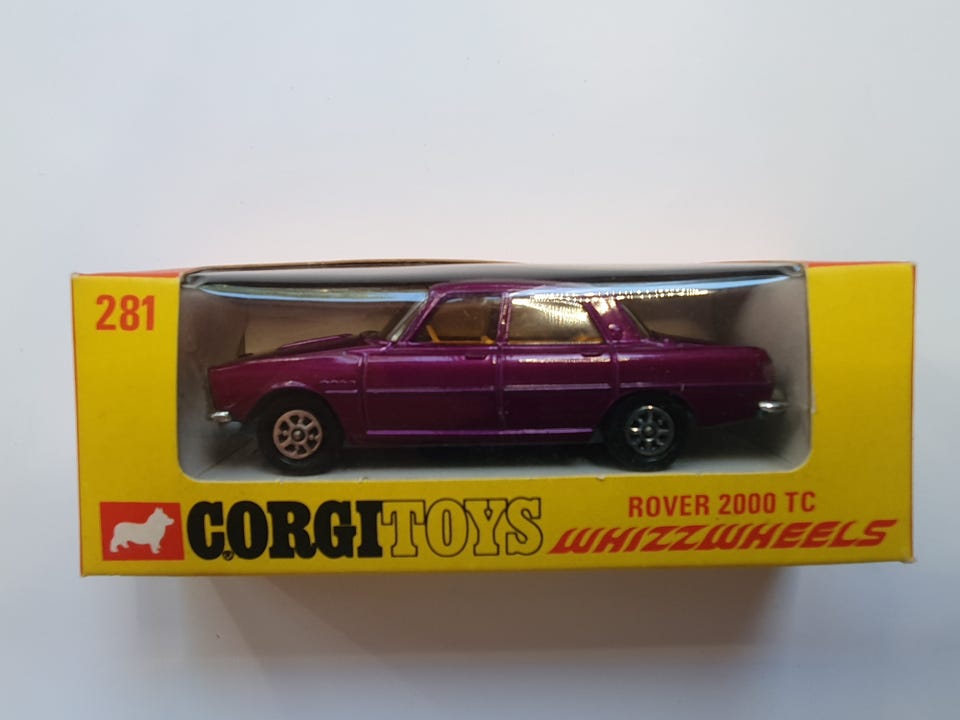 281
CORGI TOYS
ROVER 2000 TC
WHIZZWHEELS